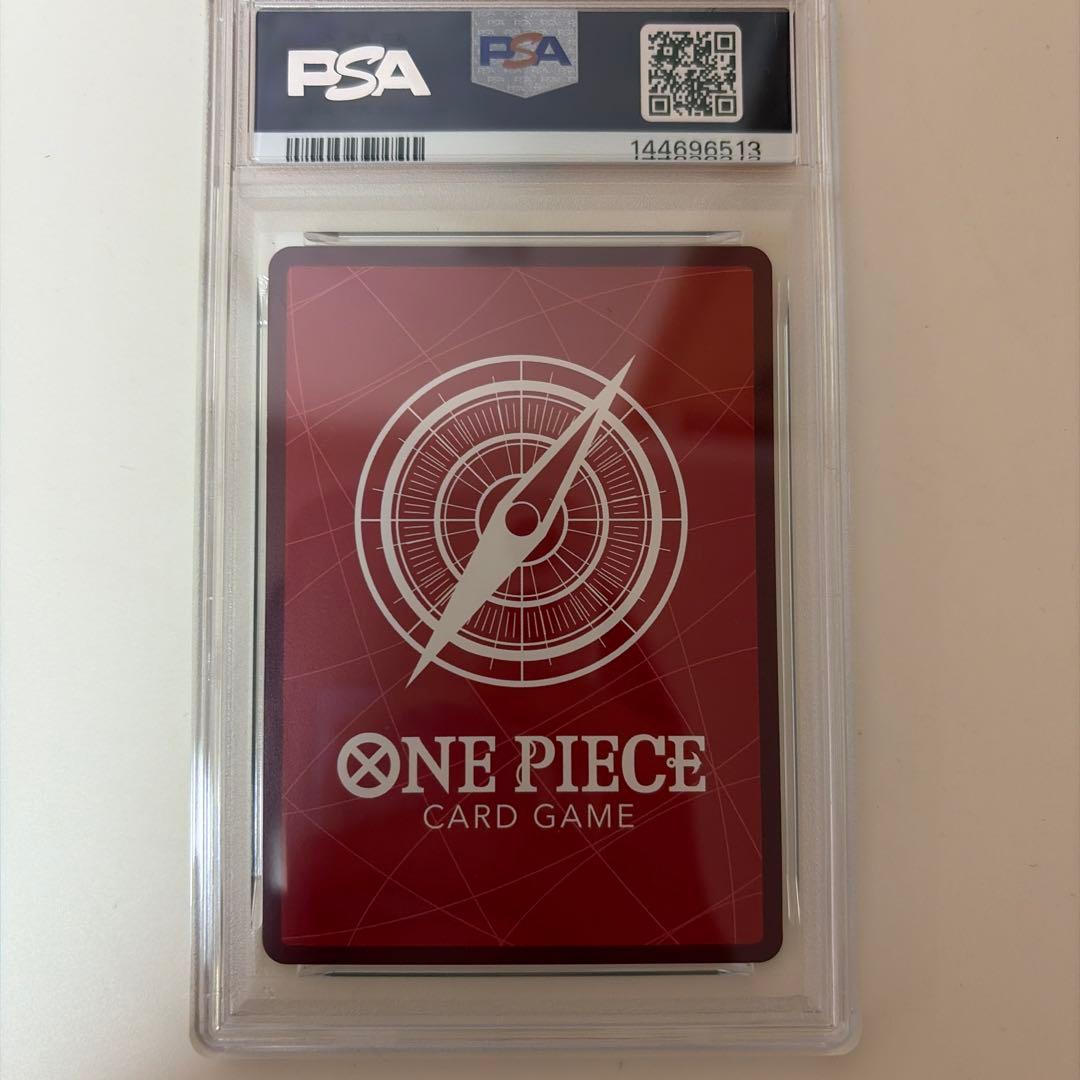 PSA
PSA
144696513
ONE PIECE
CARD GAME